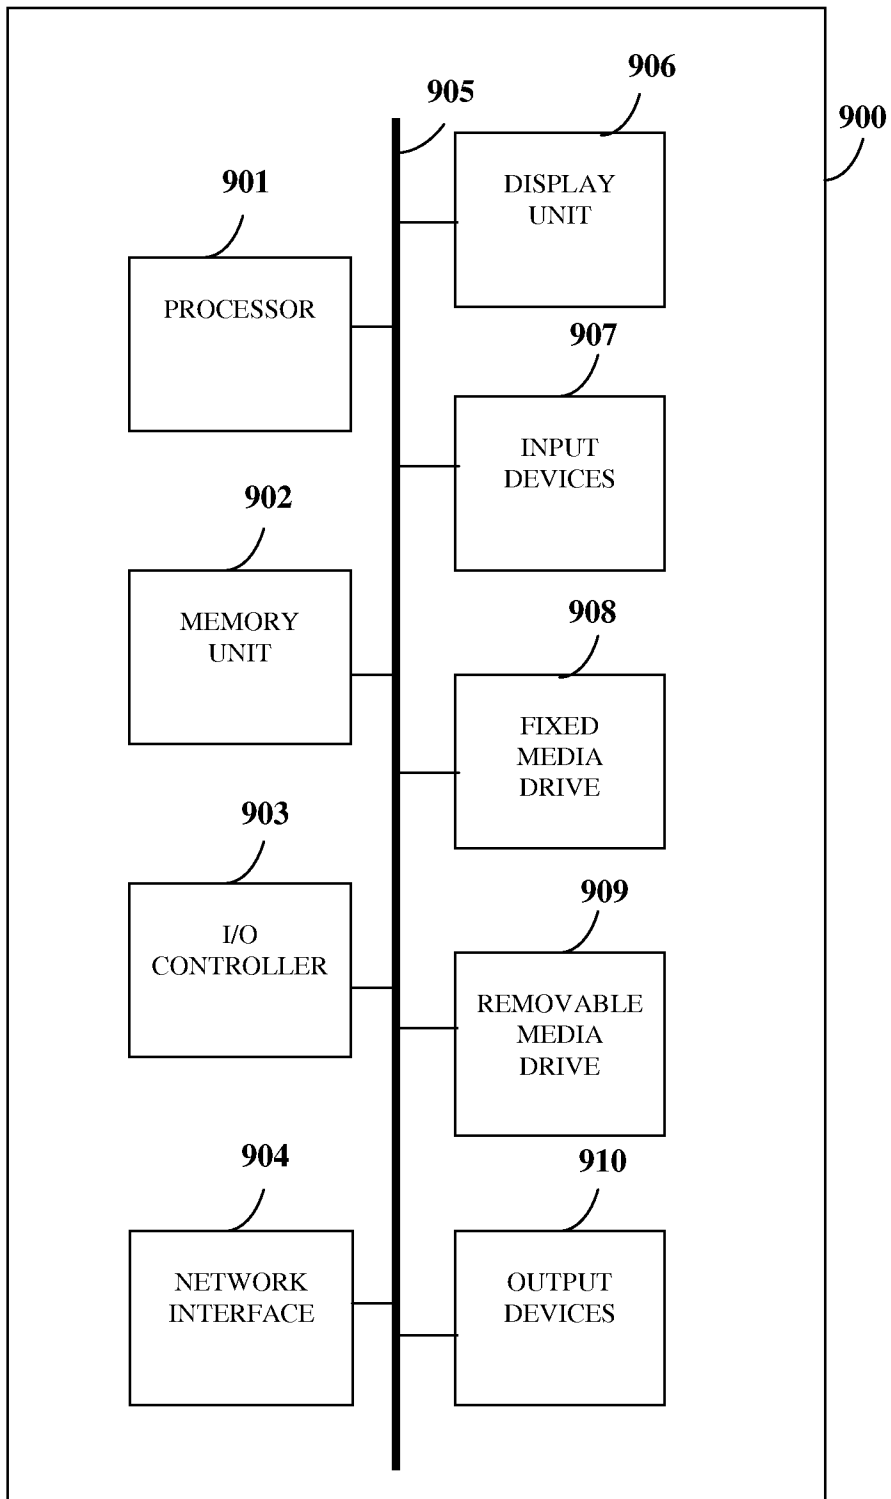 906
905
900
DISPLAY
UNIT
901
PROCESSOR
907
INPUT
DEVICES
902
MEMORY
UNIT
908
FIXED
MEDIA
DRIVE
903
I/O
CONTROLLER
909
REMOVABLE
MEDIA
DRIVE
904
NETWORK
INTERFACE
910
OUTPUT
DEVICES